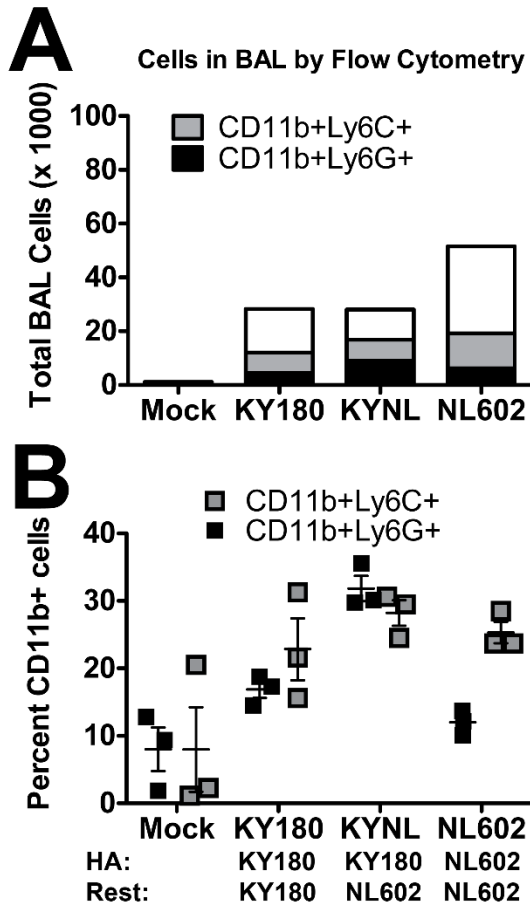 A
Cells in BAL by Flow Cytometry
Total BAL Cells (x 1000)
100
80
60
40
20
0
CD11b+Ly6C+
CD11b+Ly6G+
Mock KY180 KYNL NL602
B
Percent CD11b+ cells
40
30
20
10
0
CD11b+Ly6C+
CD11b+Ly6G+
Mock KY180 KYNL NL602
HA: KY180 KY180 NL602
Rest: KY180 NL602 NL602